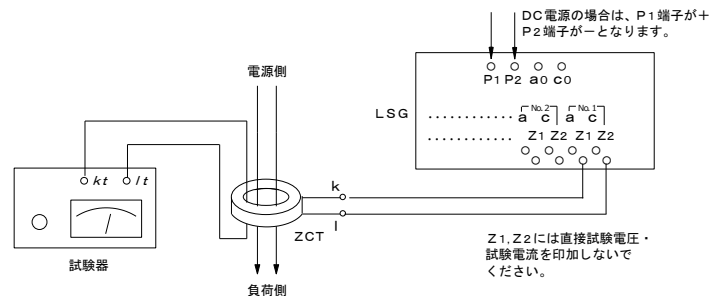 DC電源の場合は、P1端子が＋
P2端子が－となります。
電源側
P1 P2 a0 c0
LSG
No.2 No.1
a c a c
Z1 Z2 Z1 Z2
kt lt
k
l
ZCT
試験器
負荷側
Z1,Z2には直接試験電圧・
試験電流を印加しないで
ください。